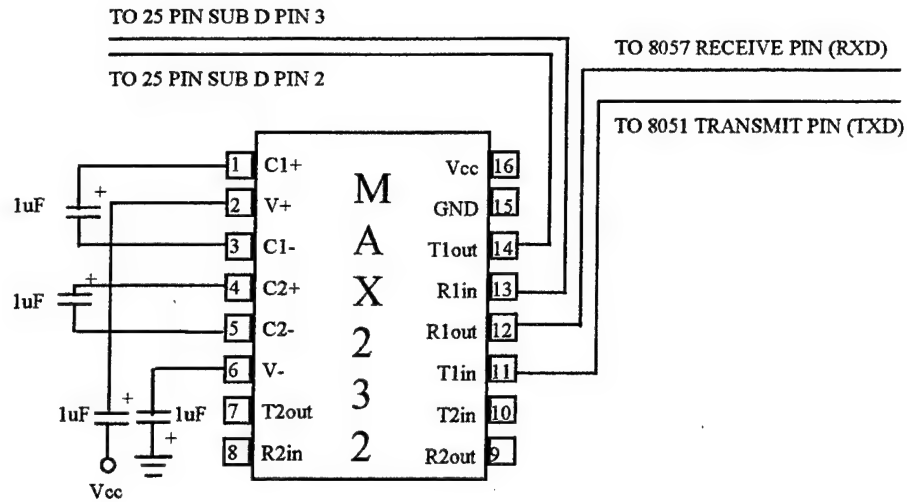 TO 25 PIN SUB D PIN 3
TO 25 PIN SUB D PIN 2
TO 8057 RECEIVE PIN (RXD)
TO 8051 TRANSMIT PIN (TXD)
1uF
+
1uF
+
1uF
+
1uF
+
Vcc
1 C1+
2 V+
3 C1-
4 C2+
5 C2-
6 V-
7 T2out
8 R2in
MAX232
Vcc 16
GND 15
T1out 14
R1in 13
R1out 12
T1in 11
T2in 10
R2out 9